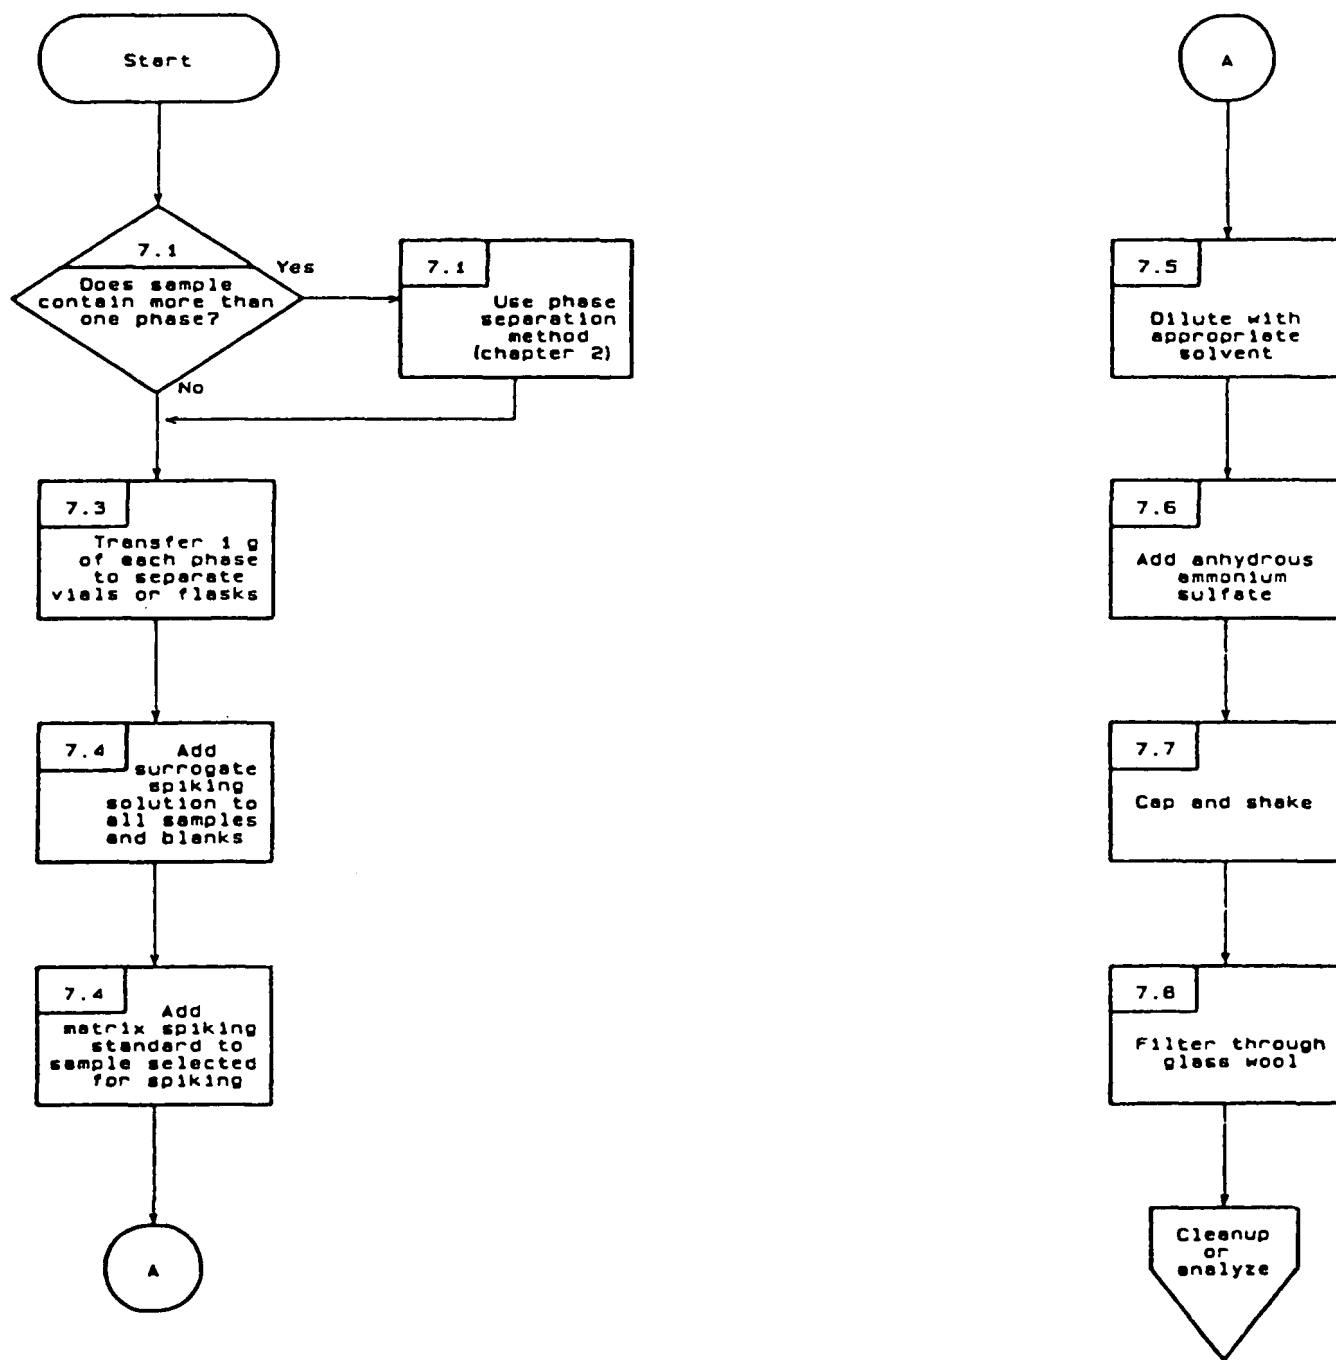 Start
7.1
Does sample
contain more than
one phase?
Yes
No
7.1
Use phase
separation
method
(chapter 2)
7.3
Transfer 1 g
of each phase
to separate
vials or flasks
7.4
Add
surrogate
spiking
solution to
all samples
and blanks
7.4
Add
matrix spiking
standard to
sample selected
for spiking
A
A
7.5
Dilute with
appropriate
solvent
7.6
Add anhydrous
ammonium
sulfate
7.7
Cap and shake
7.8
Filter through
glass wool
Cleanup
or
analyze